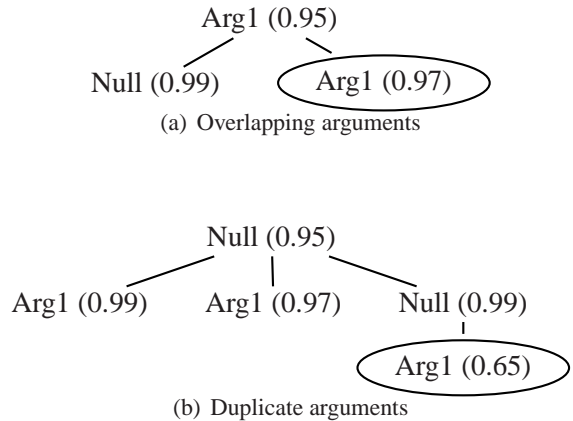 Arg1 (0.95)
Null (0.99) Arg1 (0.97)
(a) Overlapping arguments
Null (0.95)
Arg1 (0.99) Arg1 (0.97) Null (0.99)
Arg1 (0.65)
(b) Duplicate arguments